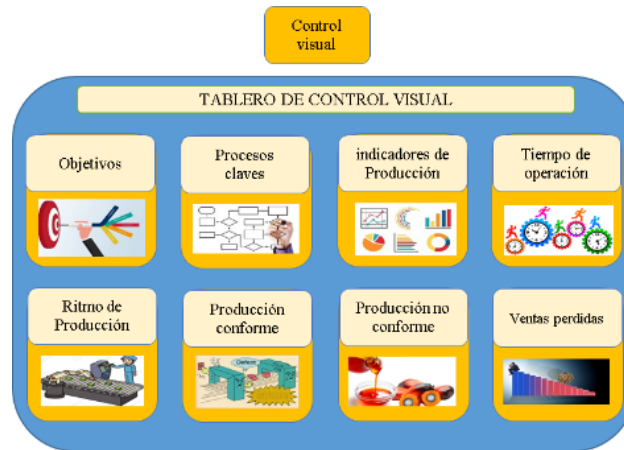 Control
visual
TABLERO DE CONTROL VISUAL
Objetivos
Procesos
claves
indicadores de
Producción
Tiempo de
operación
Ritmo de
Producción
Producción
conforme
Producción no
conforme
Ventas perdidas